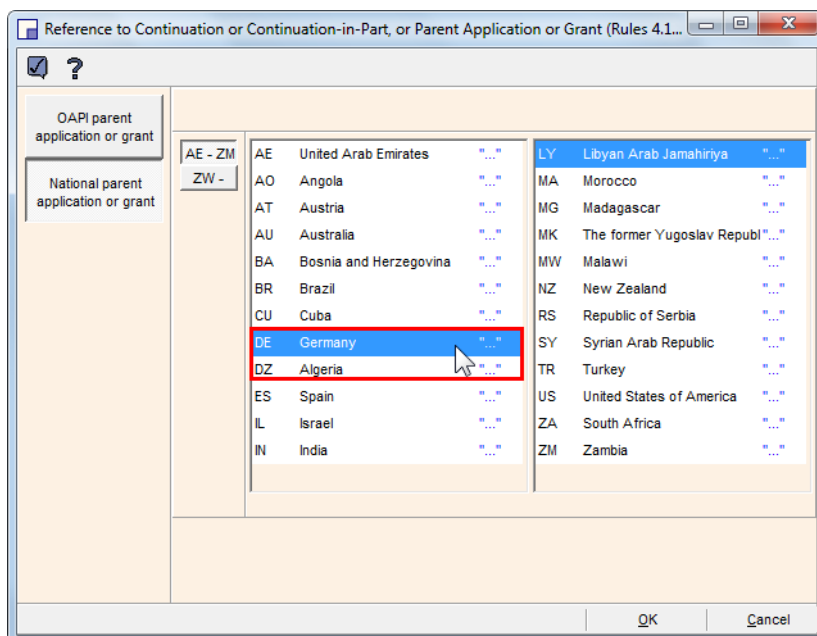 Reference to Continuation or Continuation-in-Part, or Parent Application or Grant (Rules 4.1...
?
OAPI parent
application or grant
National parent
application or grant
AE - ZM
ZW -
AE United Arab Emirates "..."
AO Angola "..."
AT Austria "..."
AU Australia "..."
BA Bosnia and Herzegovina "..."
BR Brazil "..."
CU Cuba "..."
DE Germany "..."
DZ Algeria "..."
ES Spain "..."
IL Israel "..."
IN India "..."
LY Libyan Arab Jamahiriya "..."
MA Morocco "..."
MG Madagascar "..."
MK The former Yugoslav Republ "..."
MW Malawi "..."
NZ New Zealand "..."
RS Republic of Serbia "..."
SY Syrian Arab Republic "..."
TR Turkey "..."
US United States of America "..."
ZA South Africa "..."
ZM Zambia "..."
OK Cancel